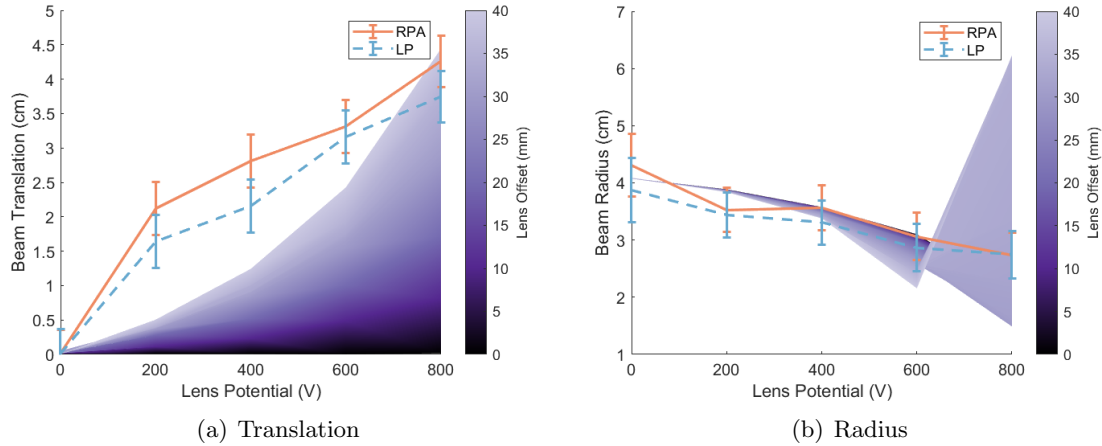 5
4.5
4
3.5
3
2.5
2
1.5
1
0.5
0
Beam Translation (cm)
0 200 400 600 800
Lens Potential (V)
RPA
LP
40
35
30
25
20
15
10
5
0
Lens Offset (mm)
(a) Translation
7
6
5
4
3
2
1
Beam Radius (cm)
0 200 400 600 800
Lens Potential (V)
RPA
LP
40
35
30
25
20
15
10
5
0
Lens Offset (mm)
(b) Radius